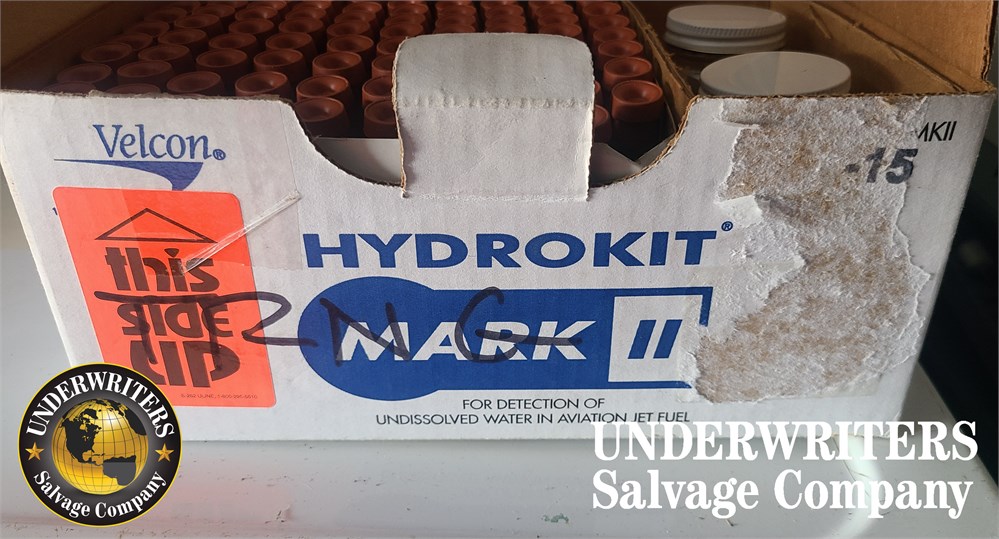 Velcon®
MKII
-15
this
SIDE
UP
HYDROKIT®
TRNG
MARK II
FOR DETECTION OF
UNDISSOLVED WATER IN AVIATION JET FUEL
UNDERWRITERS
Salvage Company
UNDERWRITERS
Salvage Company